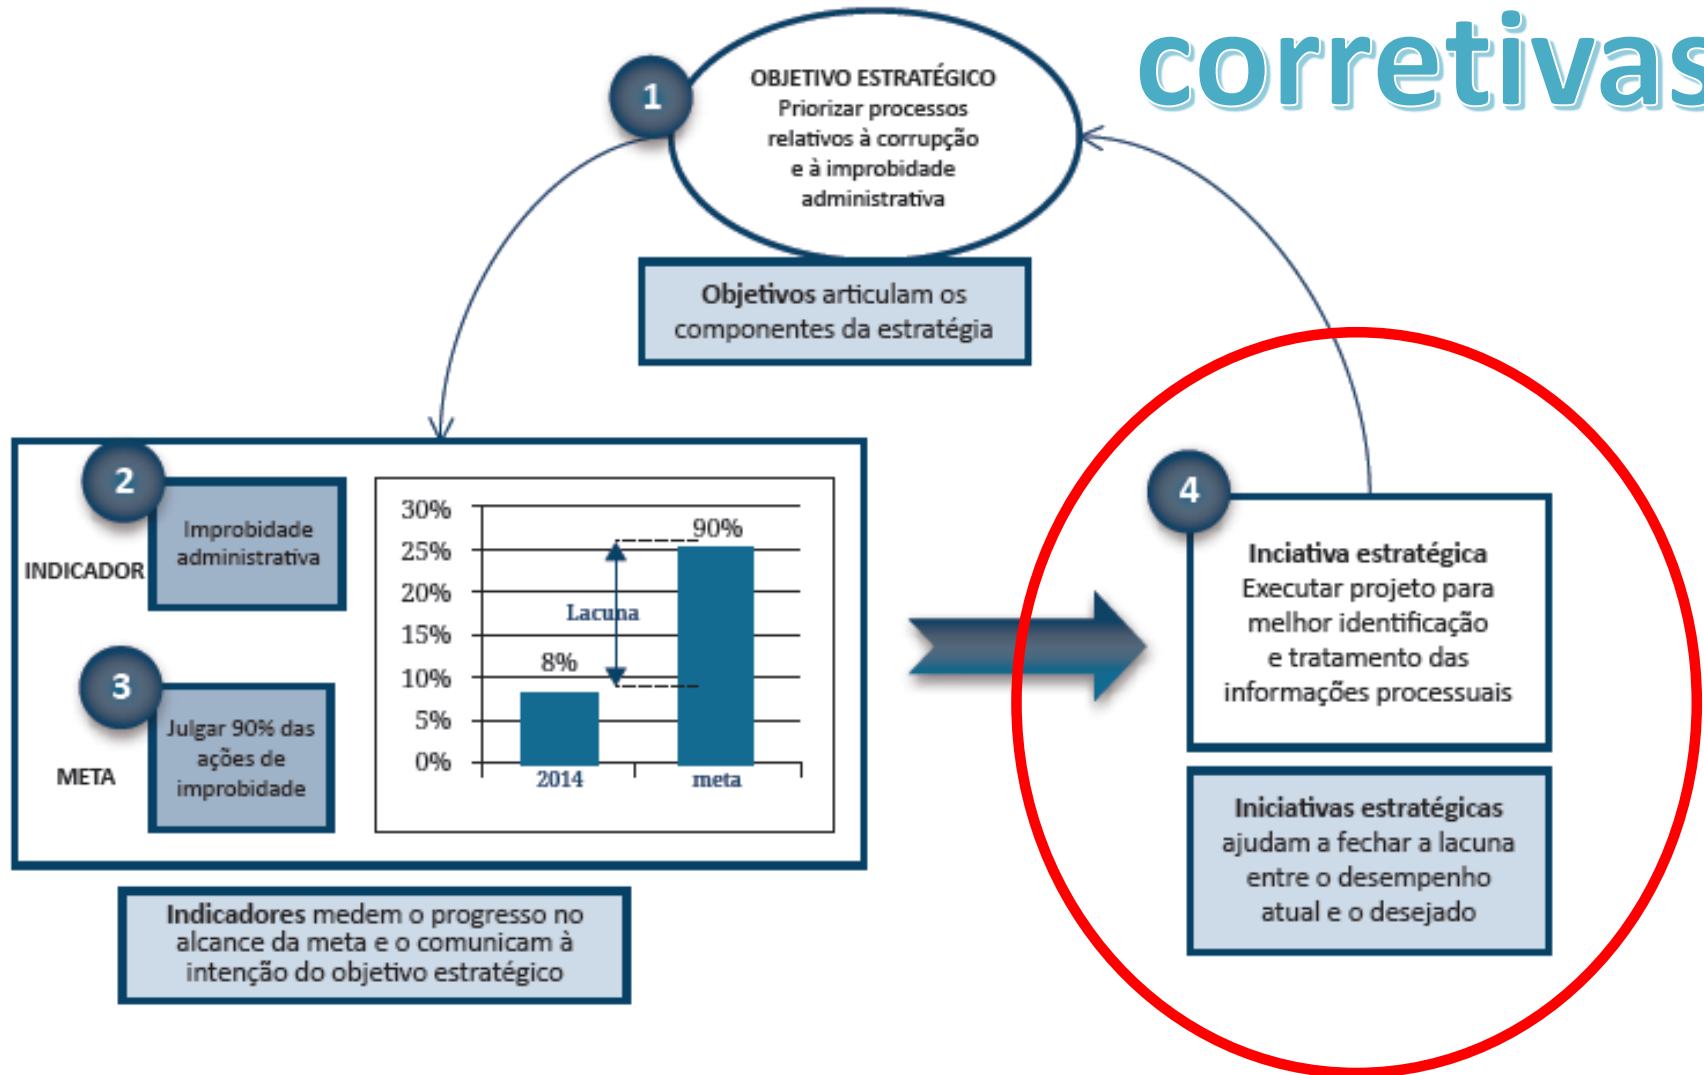 corretivas
1
OBJETIVO ESTRATÉGICO
Priorizar processos
relativos à corrupção
e à improbidade
administrativa
Objetivos articulam os
componentes da estratégia
2
INDICADOR
Improbidade
administrativa
3
META
Julgar 90% das
ações de
improbidade
30%
25%
20%
15%
10%
5%
0%
8%
Lacuna
90%
2014
meta
Indicadores medem o progresso no
alcance da meta e o comunicam à
intenção do objetivo estratégico
4
Inciativa estratégica
Executar projeto para
melhor identificação
e tratamento das
informações processuais
Iniciativas estratégicas
ajudam a fechar a lacuna
entre o desempenho
atual e o desejado